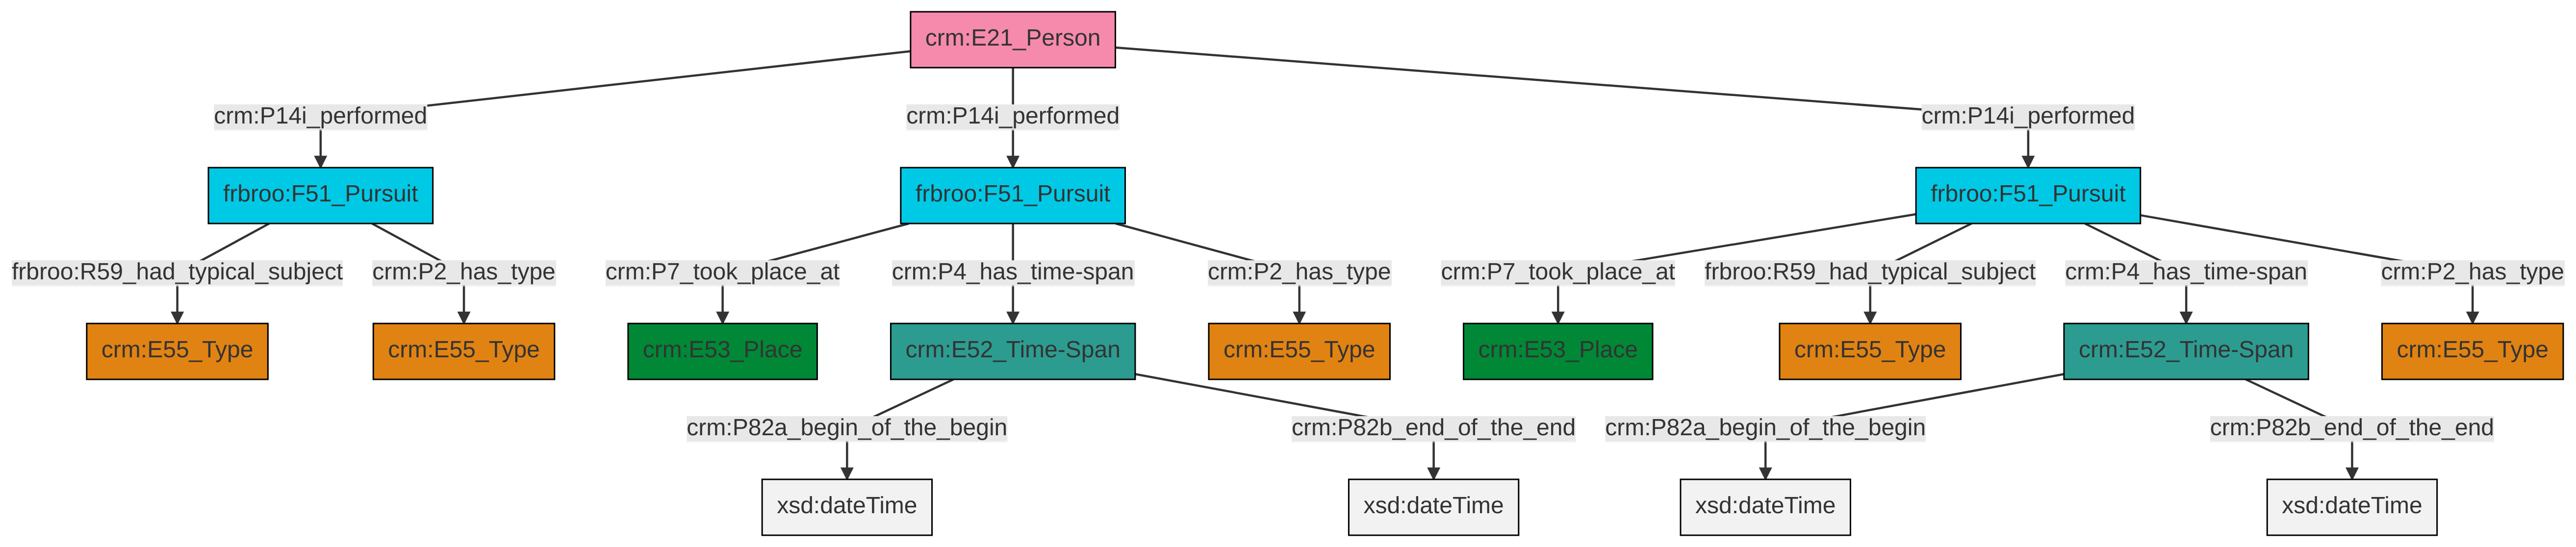 crm:E21_Person
crm:P14i_performed
crm:P14i_performed
crm:P14i_performed
frbroo:F51_Pursuit
frbroo:F51_Pursuit
frbroo:F51_Pursuit
frbroo:R59_had_typical_subject
crm:P2_has_type
crm:P7_took_place_at
crm:P4_has_time-span
crm:P2_has_type
crm:P7_took_place_at
frbroo:R59_had_typical_subject
crm:P4_has_time-span
crm:P2_has_type
crm:E55_Type
crm:E55_Type
crm:E53_Place
crm:E52_Time-Span
crm:E55_Type
crm:E53_Place
crm:E55_Type
crm:E52_Time-Span
crm:E55_Type
crm:P82a_begin_of_the_begin
crm:P82b_end_of_the_end
crm:P82a_begin_of_the_begin
crm:P82b_end_of_the_end
xsd:dateTime
xsd:dateTime
xsd:dateTime
xsd:dateTime